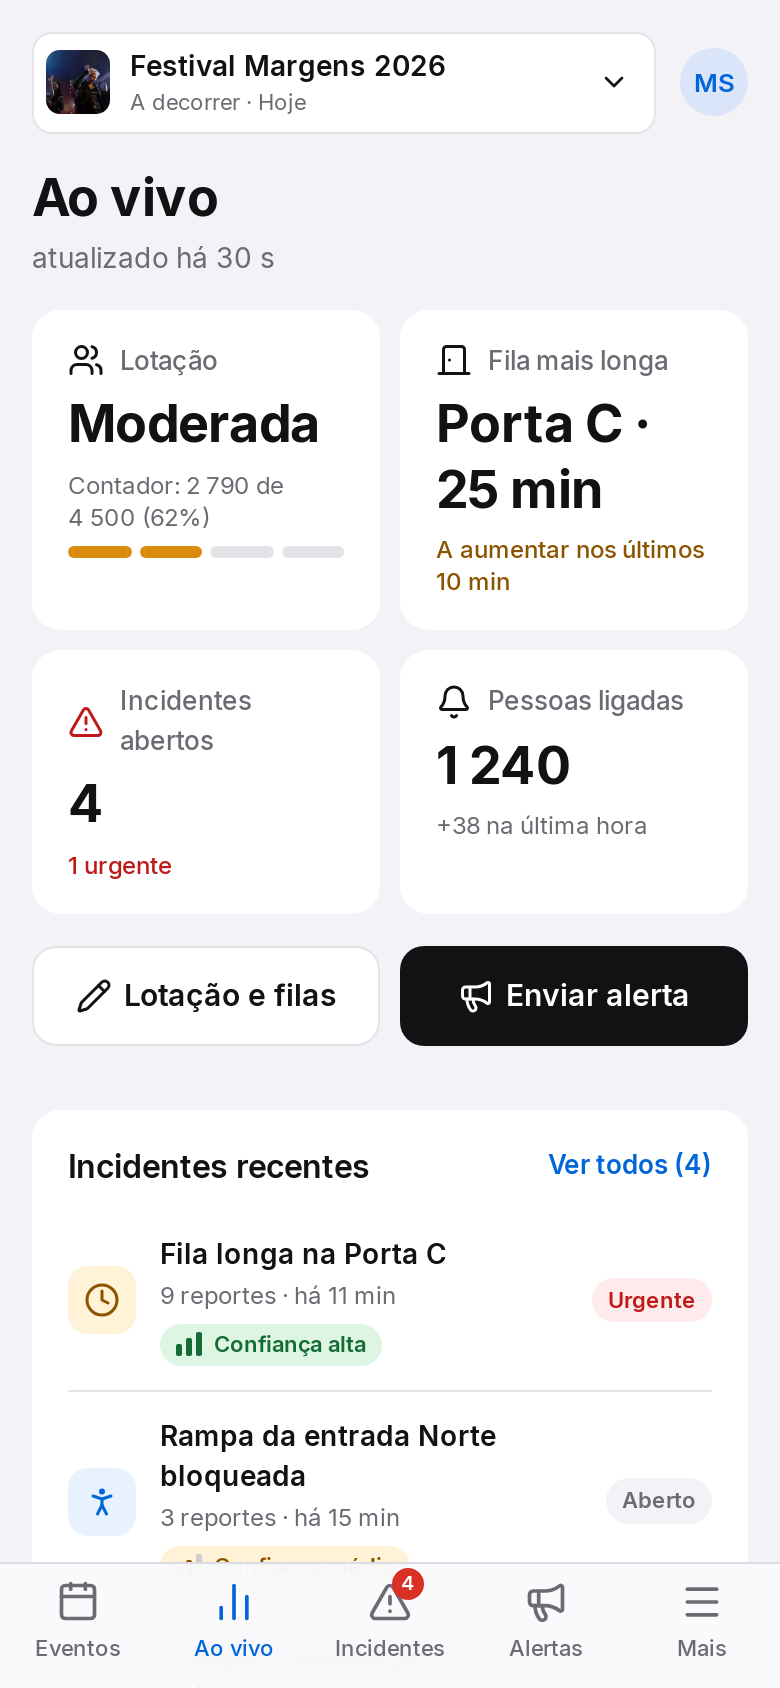 Festival Margens 2026
A decorrer · Hoje
MS
Ao vivo
atualizado há 30 s
Lotação
Moderada
Contador: 2 790 de
4 500 (62%)
Fila mais longa
Porta C ·
25 min
A aumentar nos últimos
10 min
Incidentes
abertos
4
1 urgente
Pessoas ligadas
1 240
+38 na última hora
Lotação e filas
Enviar alerta
Incidentes recentes
Ver todos (4)
Fila longa na Porta C
9 reportes · há 11 min
Confiança alta
Urgente
Rampa da entrada Norte
bloqueada
3 reportes · há 15 min
Confiança média
Aberto
4
Eventos
Ao vivo
Incidentes
Alertas
Mais